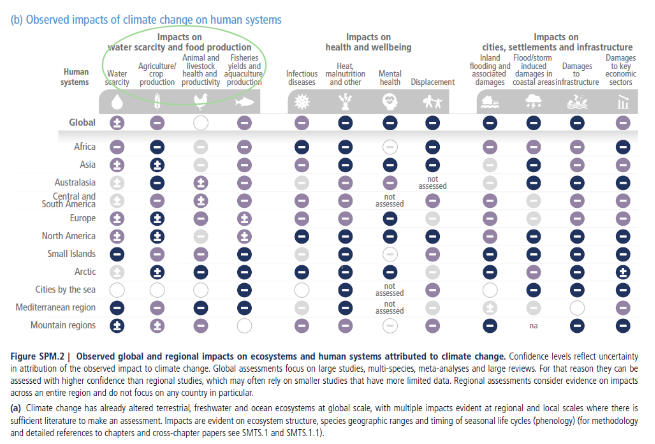 (b) Observed impacts of climate change on human systems
Impacts on
water scarcity and food production
Impacts on
health and wellbeing
Impacts on
cities, settlements and infrastructure
Human
systems
Water
scarcity
Agriculture/
crop
production
Animal and
livestock
health and
productivity
Fisheries
yields and
aquaculture
production
Infectious
diseases
Heat,
malnutrition
and other
Mental
health
Displacement
Inland
flooding and
associated
damages
Flood/storm
induced
damages in
coastal areas
Damages
to
infrastructure
Damages
to key
economic
sectors
Global
± − − − − − − − − − −
Africa
− − − − − − − − − − − −
Asia
± ± − − − − − − − − − −
Australasia
± − ± − − − − not
assessed − − − −
Central and
South America
± − ± − − − not
assessed − − − − −
Europe
± ± − ± − − − − − − − −
North America
± ± − ± − − − − − − − −
Small Islands
− − − − − − − − − − −
Arctic
± ± − − − − − − − − − ±
Cities by the sea
− − not
assessed − − − −
Mediterranean region
− − − − − − not
assessed − ± − −
Mountain regions
± ± − − − − − − na − −
Figure SPM.2 | Observed global and regional impacts on ecosystems and human systems attributed to climate change. Confidence levels reflect uncertainty
in attribution of the observed impact to climate change. Global assessments focus on large studies, multi-species, meta-analyses and large reviews. For that reason they can be
assessed with higher confidence than regional studies, which may often rely on smaller studies that have more limited data. Regional assessments consider evidence on impacts
across an entire region and do not focus on any country in particular.
(a) Climate change has already altered terrestrial, freshwater and ocean ecosystems at global scale, with multiple impacts evident at regional and local scales where there is
sufficient literature to make an assessment. Impacts are evident on ecosystem structure, species geographic ranges and timing of seasonal life cycles (phenology) (for methodology
and detailed references to chapters and cross-chapter papers see SMTS.1 and SMTS.1.1).